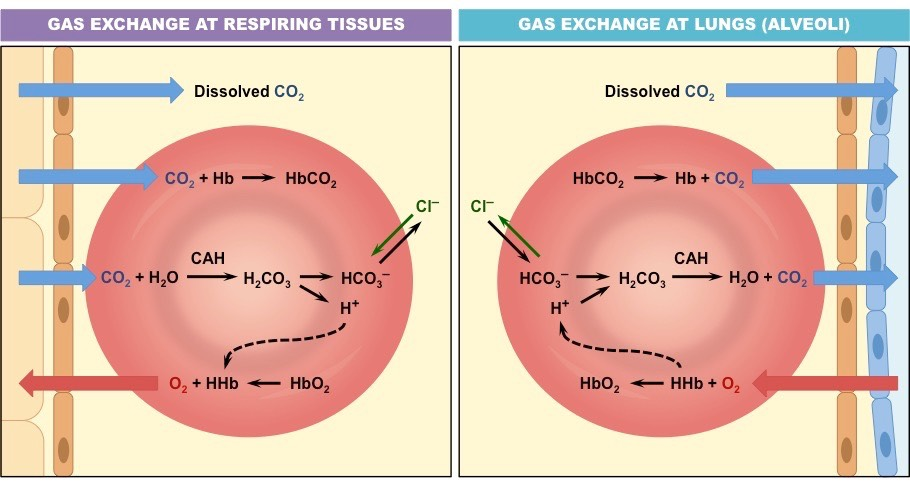 GAS EXCHANGE AT RESPIRING TISSUES
Dissolved CO₂
CO₂ + Hb → HbCO₂
Cl⁻
CAH
CO₂ + H₂O → H₂CO₃ → HCO₃⁻
H⁺
O₂ + HHb ← HbO₂
GAS EXCHANGE AT LUNGS (ALVEOLI)
Dissolved CO₂
HbCO₂ → Hb + CO₂
Cl⁻
CAH
HCO₃⁻ → H₂CO₃ → H₂O + CO₂
H⁺
HbO₂ ← HHb + O₂